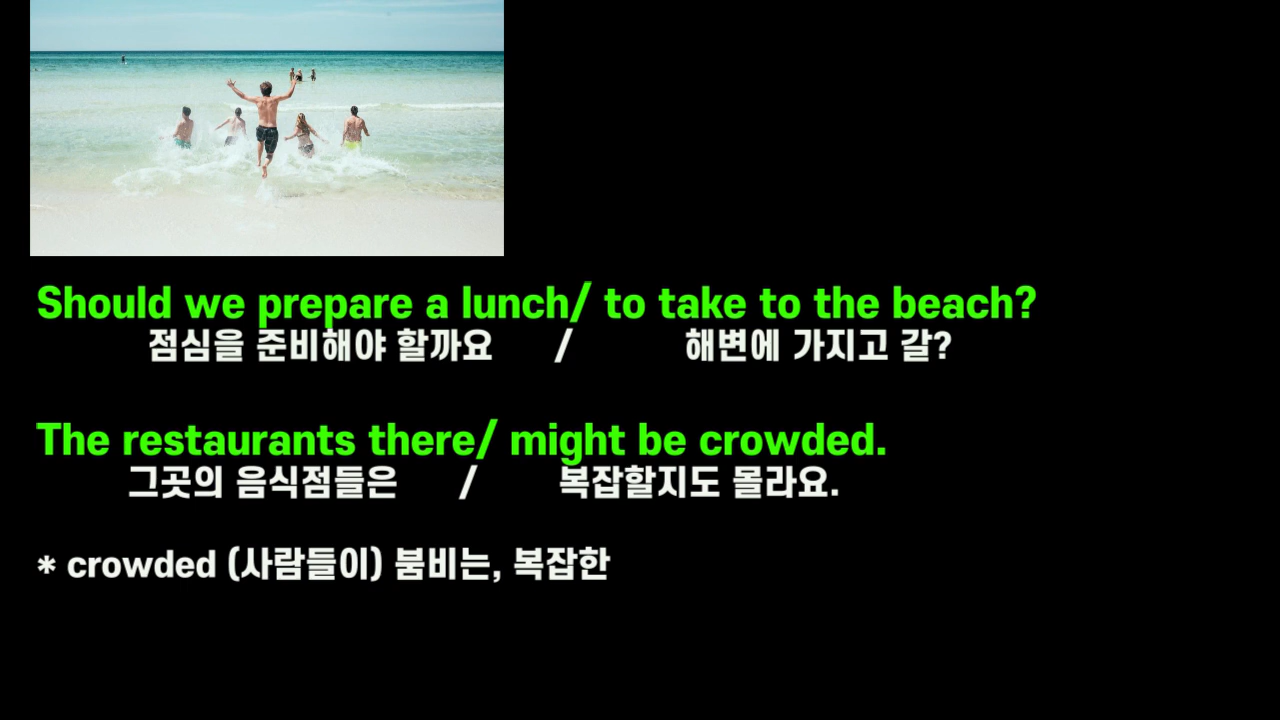 Should we prepare a lunch/ to take to the beach?
점심을 준비해야 할까요 / 해변에 가지고 갈?
The restaurants there/ might be crowded.
그곳의 음식점들은 / 복잡할지도 몰라요.
* crowded (사람들이) 붐비는, 복잡한